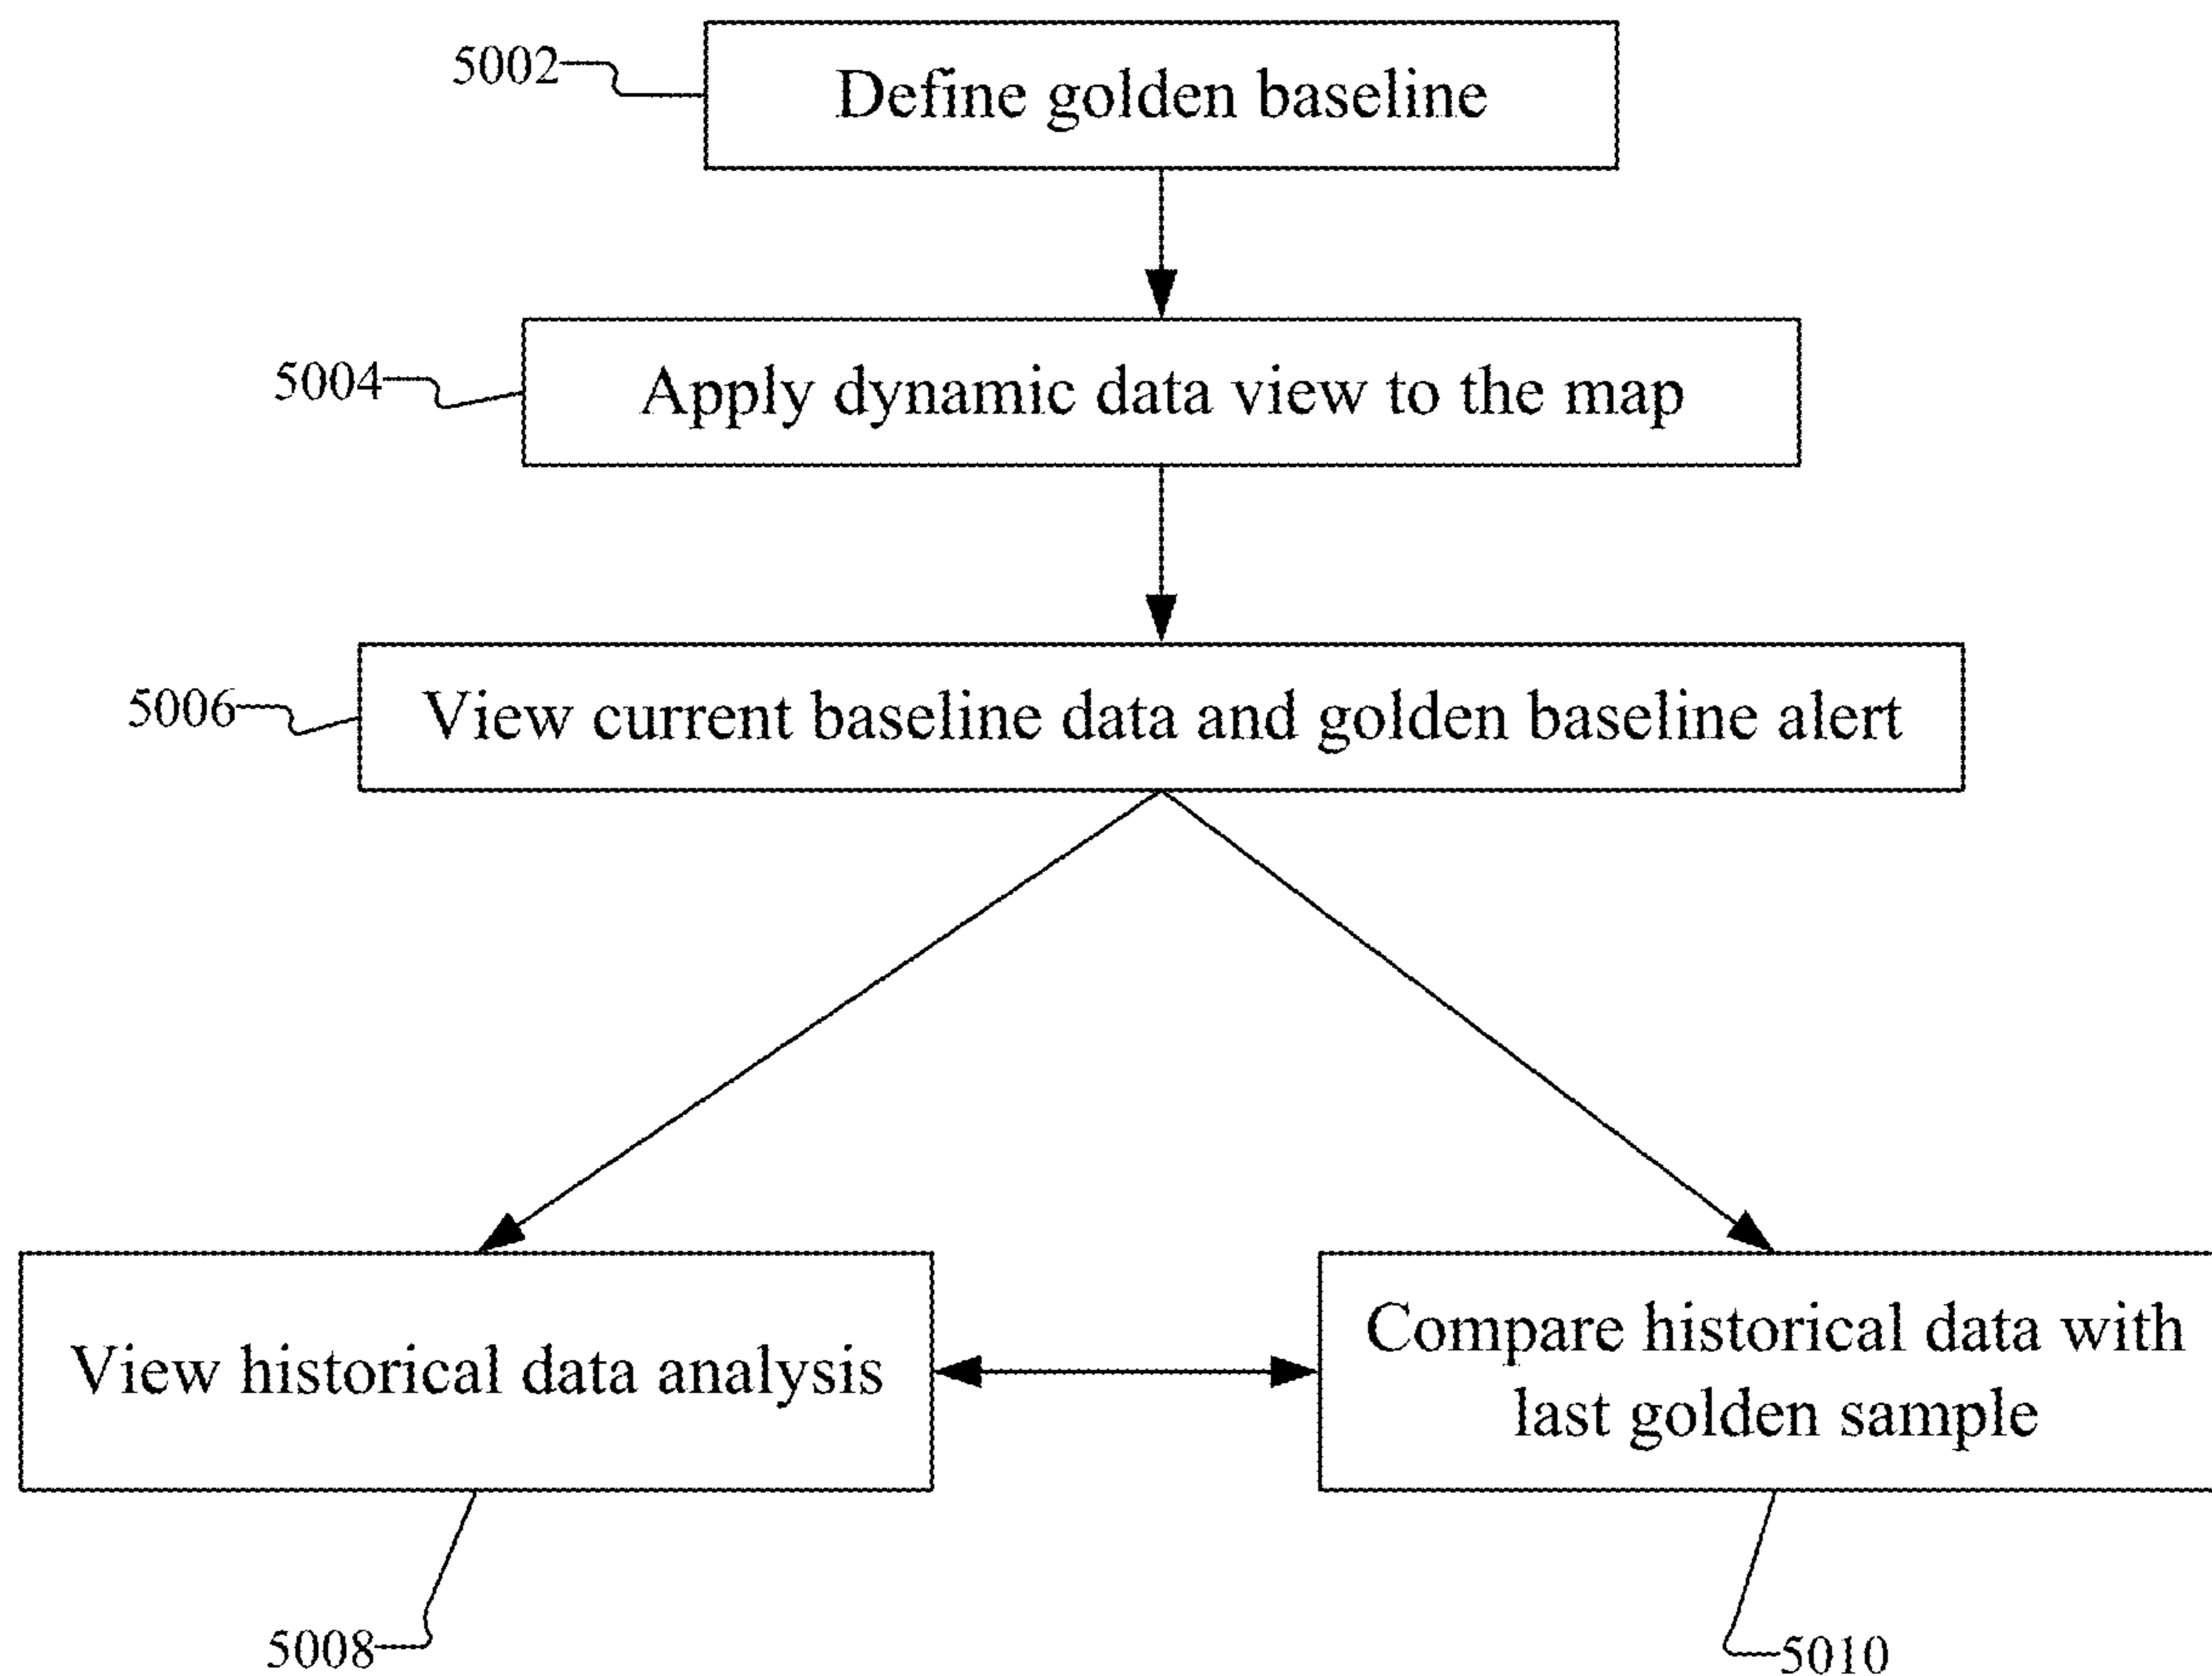 5002
Define golden baseline
5004
Apply dynamic data view to the map
5006
View current baseline data and golden baseline alert
View historical data analysis
Compare historical data with
last golden sample
5008
5010